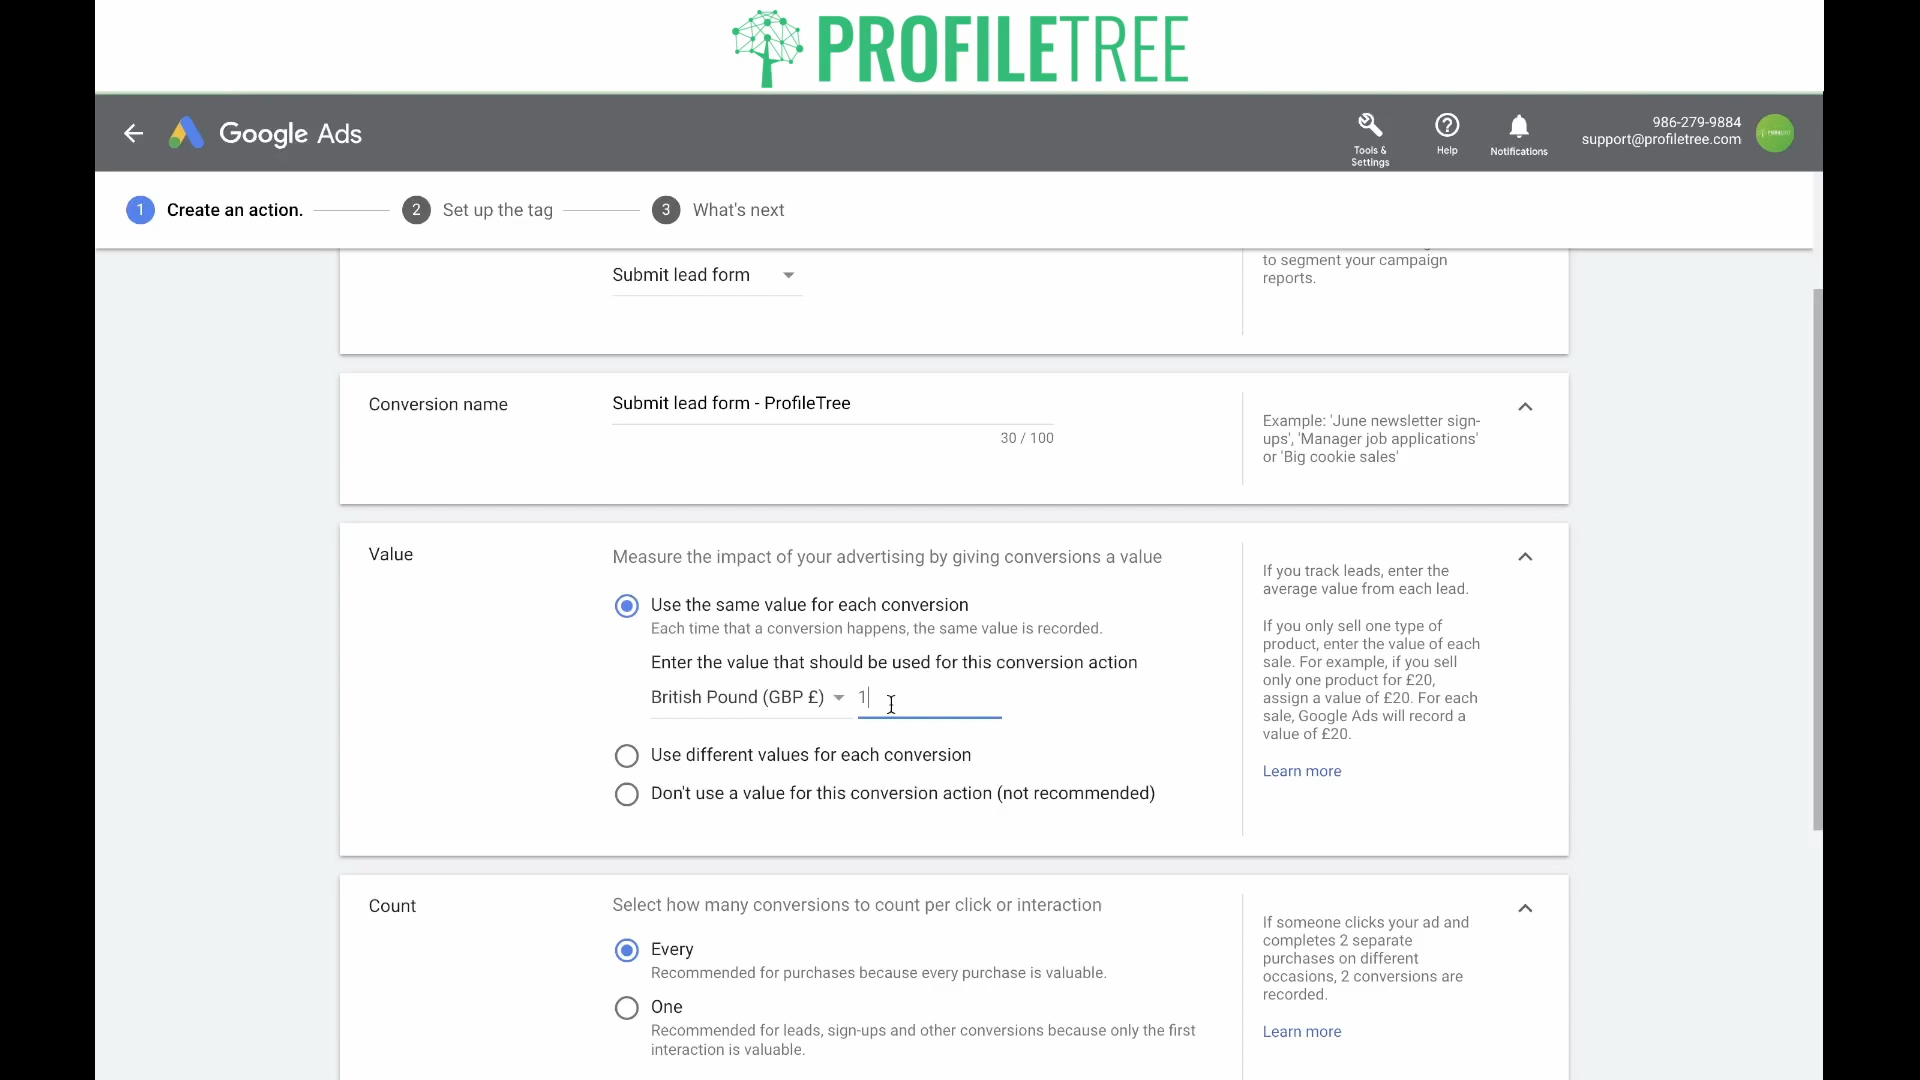 PROFILETREE
Google Ads
Tools &
Settings
Help
Notifications
986-279-9884
support@profiletree.com
1 Create an action.
2 Set up the tag
3 What's next
Submit lead form
to segment your campaign
reports.
Conversion name
Submit lead form - ProfileTree
30 / 100
Example: 'June newsletter sign-
ups', 'Manager job applications'
or 'Big cookie sales'
Value
Measure the impact of your advertising by giving conversions a value
Use the same value for each conversion
Each time that a conversion happens, the same value is recorded.
Enter the value that should be used for this conversion action
British Pound (GBP £) 1
Use different values for each conversion
Don't use a value for this conversion action (not recommended)
If you track leads, enter the
average value from each lead.
If you only sell one type of
product, enter the value of each
sale. For example, if you sell
only one product for £20,
assign a value of £20. For each
sale, Google Ads will record a
value of £20.
Learn more
Count
Select how many conversions to count per click or interaction
Every
Recommended for purchases because every purchase is valuable.
One
Recommended for leads, sign-ups and other conversions because only the first
interaction is valuable.
If someone clicks your ad and
completes 2 separate
purchases on different
occasions, 2 conversions are
recorded.
Learn more